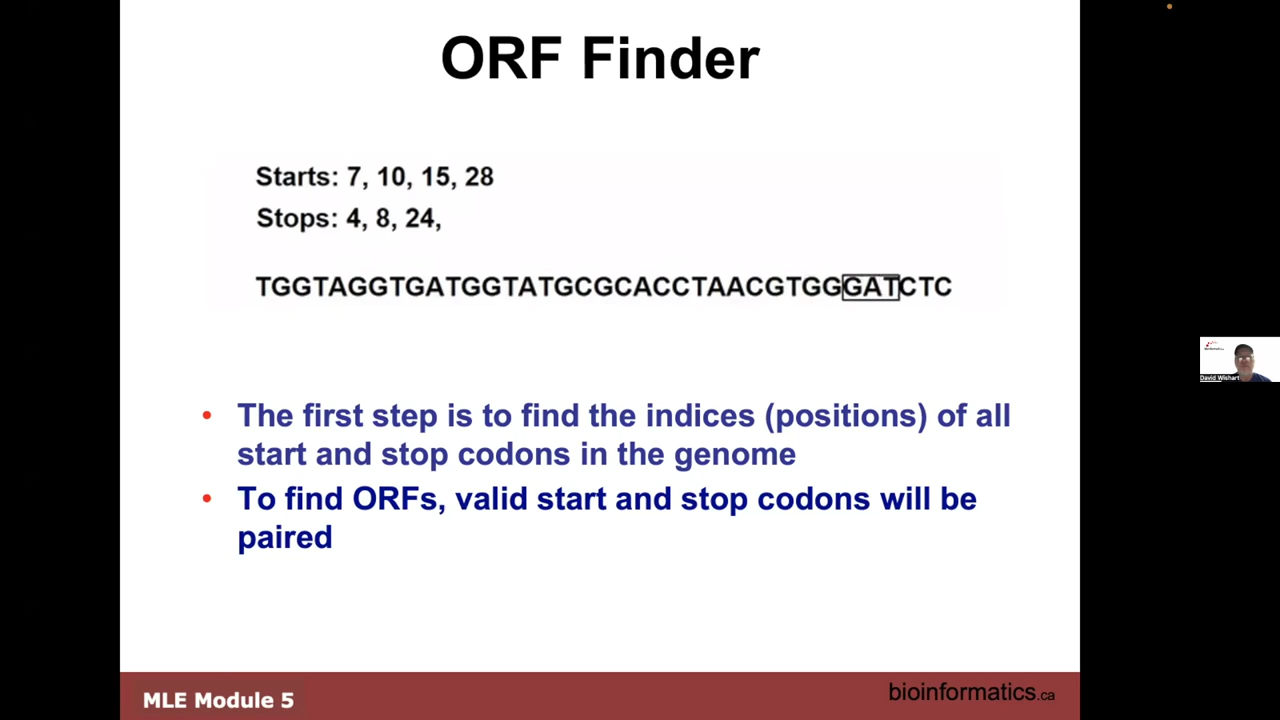 ORF Finder
Starts: 7, 10, 15, 28
Stops: 4, 8, 24,
TGGTAGGTGATGGTATGCGCACCTAACGTGGGATCTC
• The first step is to find the indices (positions) of all
start and stop codons in the genome
• To find ORFs, valid start and stop codons will be
paired
David Wishart
MLE Module 5
bioinformatics.ca